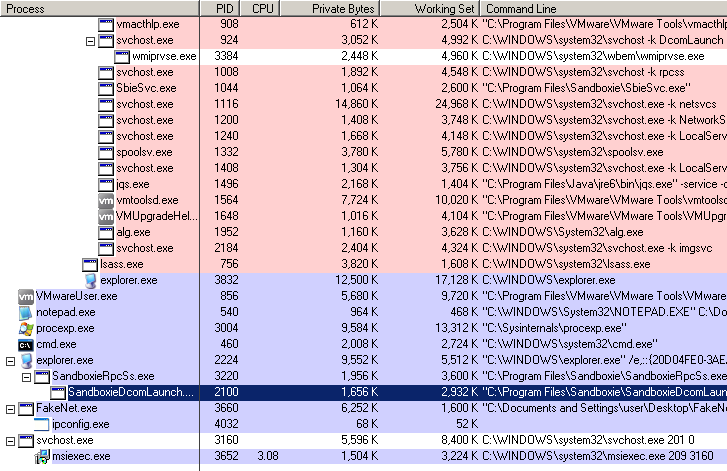 Process PID CPU Private Bytes Working Set Command Line
vmacthlp.exe 908 612 K 2,504 K "C:\Program Files\VMware\VMware Tools\vmacthlp
svchost.exe 924 3,052 K 4,992 K C:\WINDOWS\system32\svchost -k DcomLaunch
wmiprvse.exe 3384 2,448 K 4,960 K C:\WINDOWS\system32\wbem\wmiprvse.exe
svchost.exe 1008 1,892 K 4,548 K C:\WINDOWS\system32\svchost -k rpcss
SbieSvc.exe 1044 1,064 K 2,600 K "C:\Program Files\Sandboxie\SbieSvc.exe"
svchost.exe 1116 14,860 K 24,968 K C:\WINDOWS\System32\svchost.exe -k netsvcs
svchost.exe 1200 1,408 K 3,748 K C:\WINDOWS\system32\svchost.exe -k NetworkS
svchost.exe 1240 1,668 K 4,148 K C:\WINDOWS\system32\svchost.exe -k LocalServ
spoolsv.exe 1332 3,780 K 5,780 K C:\WINDOWS\system32\spoolsv.exe
svchost.exe 1408 1,304 K 3,756 K C:\WINDOWS\system32\svchost.exe -k LocalServ
jqs.exe 1496 2,168 K 1,404 K "C:\Program Files\Java\jre6\bin\jqs.exe" -service -c
vmtoolsd.exe 1564 7,724 K 10,020 K "C:\Program Files\VMware\VMware Tools\vmtoolsd
VMUpgradeHel... 1648 1,016 K 4,104 K "C:\Program Files\VMware\VMware Tools\VMUpgr
alg.exe 1952 1,160 K 3,628 K C:\WINDOWS\System32\alg.exe
svchost.exe 2184 2,404 K 4,324 K C:\WINDOWS\system32\svchost.exe -k imgsvc
lsass.exe 756 3,820 K 1,608 K C:\WINDOWS\system32\lsass.exe
explorer.exe 3832 12,500 K 17,128 K C:\WINDOWS\explorer.exe
VMwareUser.exe 856 5,680 K 9,720 K "C:\Program Files\VMware\VMware Tools\VMware
notepad.exe 540 964 K 468 K "C:\WINDOWS\System32\NOTEPAD.EXE" C:\Do
procexp.exe 3004 9,584 K 13,312 K "C:\Sysinternals\procexp.exe"
cmd.exe 460 2,008 K 2,724 K "C:\WINDOWS\system32\cmd.exe"
explorer.exe 2224 9,552 K 5,512 K "C:\WINDOWS\explorer.exe" /e,::{20D04FE0-3AE
SandboxieRpcSs.exe 3220 1,956 K 3,600 K "C:\Program Files\Sandboxie\SandboxieRpcSs.exe
SandboxieDcomLaunch.... 2100 1,656 K 2,932 K "C:\Program Files\Sandboxie\SandboxieDcomLaun
FakeNet.exe 3660 6,252 K 1,600 K "C:\Documents and Settings\user\Desktop\FakeNe
ipconfig.exe 4032 68 K 52 K
svchost.exe 3160 5,596 K 8,400 K C:\WINDOWS\system32\svchost.exe 201 0
msiexec.exe 3652 3.08 1,504 K 3,224 K C:\WINDOWS\system32\msiexec.exe 209 3160